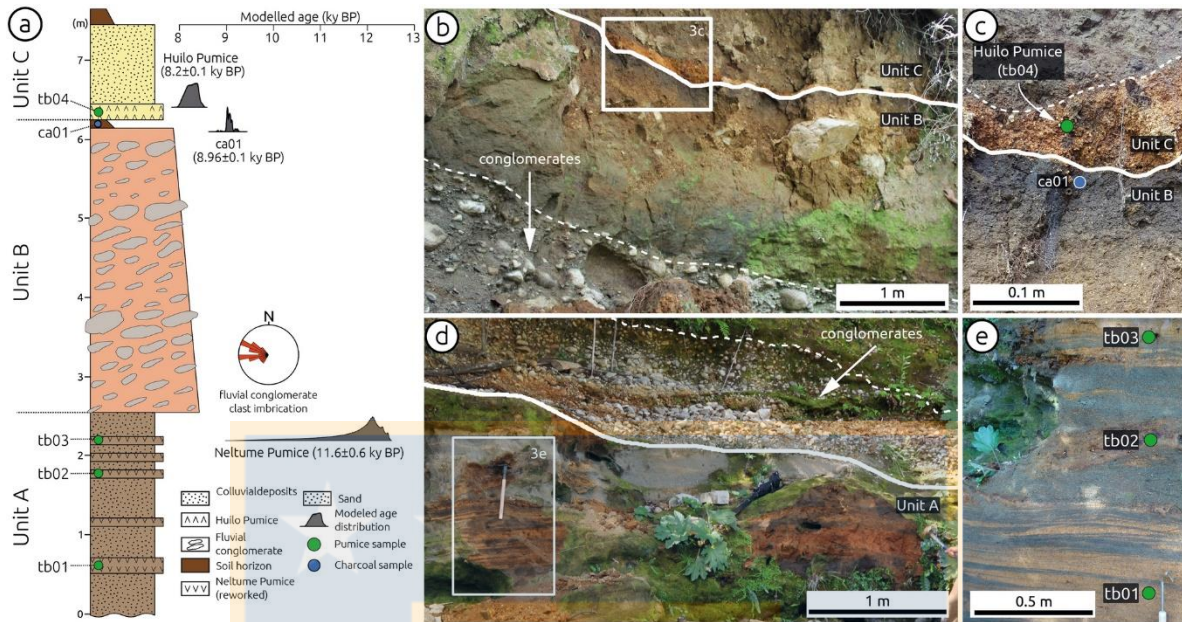 a
(m)
Modelled age (ky BP)
8 9 10 11 12 13
7
6
5
4
3
2
1
0
Unit C
Unit B
Unit A
tb04
ca01
tb03
tb02
tb01
Huilo Pumice
(8.2±0.1 ky BP)
ca01
(8.96±0.1 ky BP)
N
fluvial conglomerate
clast imbrication
Neltume Pumice (11.6±0.6 ky BP)
Colluvialdeposits
Huilo Pumice
Fluvial
conglomerate
Soil horizon
Neltume Pumice
(reworked)
Sand
Modeled age
distribution
Pumice sample
Charcoal sample
b
3c
Unit C
Unit B
conglomerates
1 m
c
Huilo Pumice
(tb04)
Unit C
ca01
Unit B
0.1 m
d
conglomerates
3e
Unit A
1 m
e
tb03
tb02
tb01
0.5 m